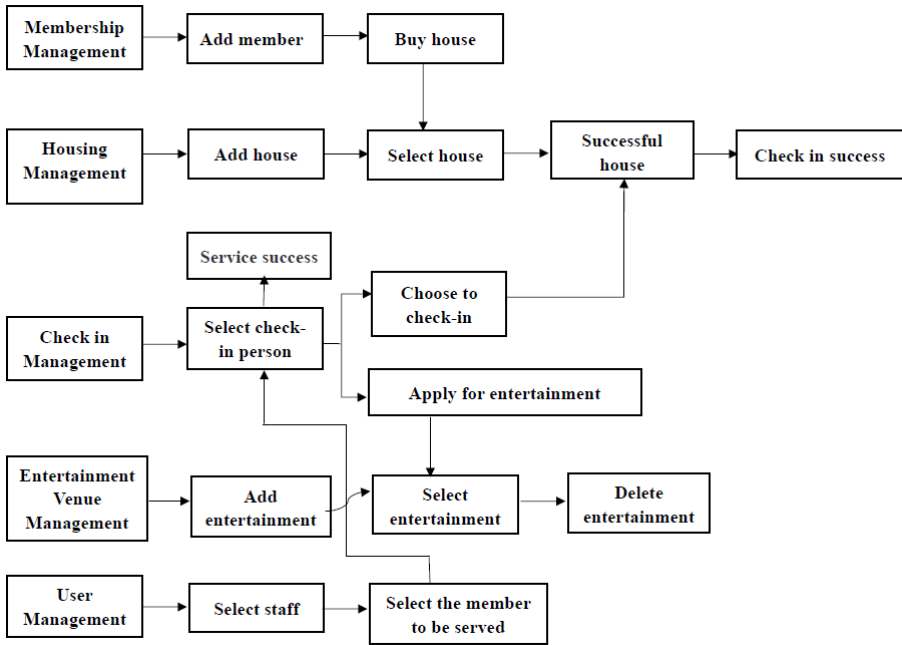 Membership
Management
Add member
Buy house
Housing
Management
Add house
Select house
Successful
house
Check in success
Service success
Check in
Management
Select check-
in person
Choose to
check-in
Apply for entertainment
Entertainment
Venue
Management
Add
entertainment
Select
entertainment
Delete
entertainment
User
Management
Select staff
Select the member
to be served